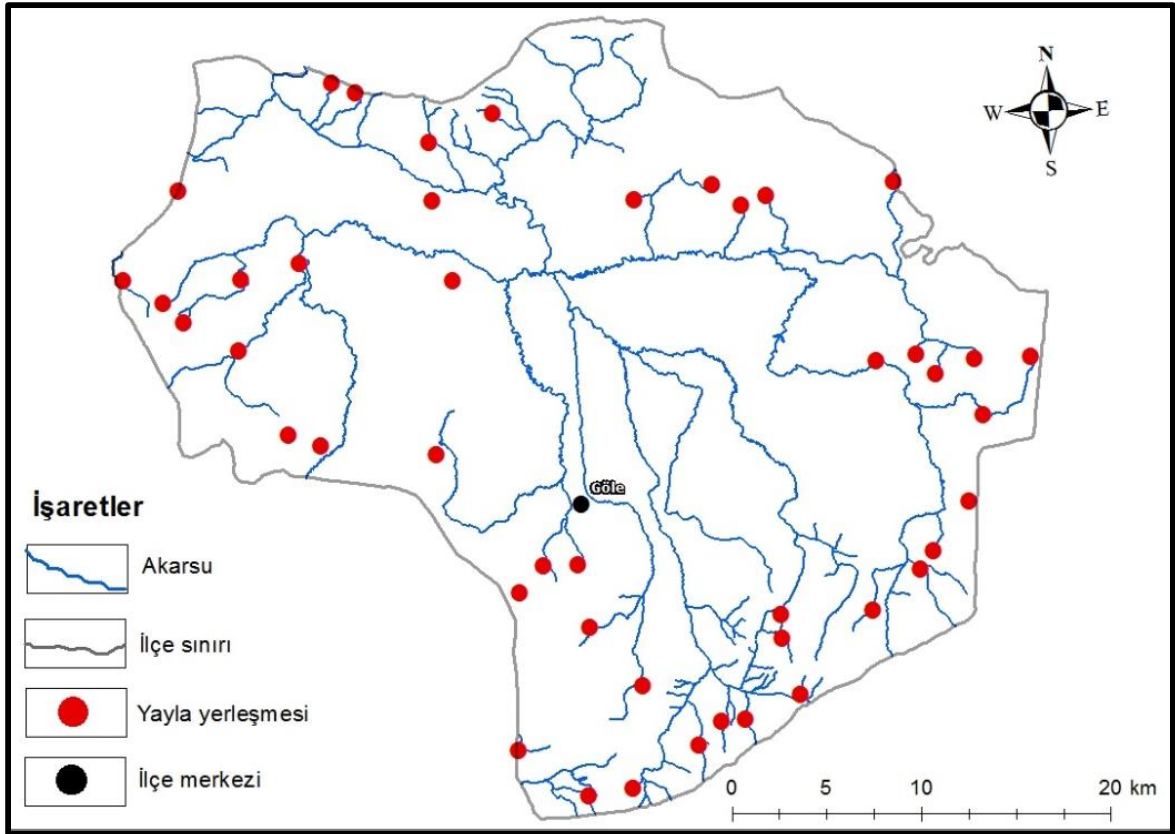 N
W
E
S
Göle
İşaretler
Akarsu
İlçe sınırı
Yayla yerleşmesi
İlçe merkezi
0 5 10 20 km